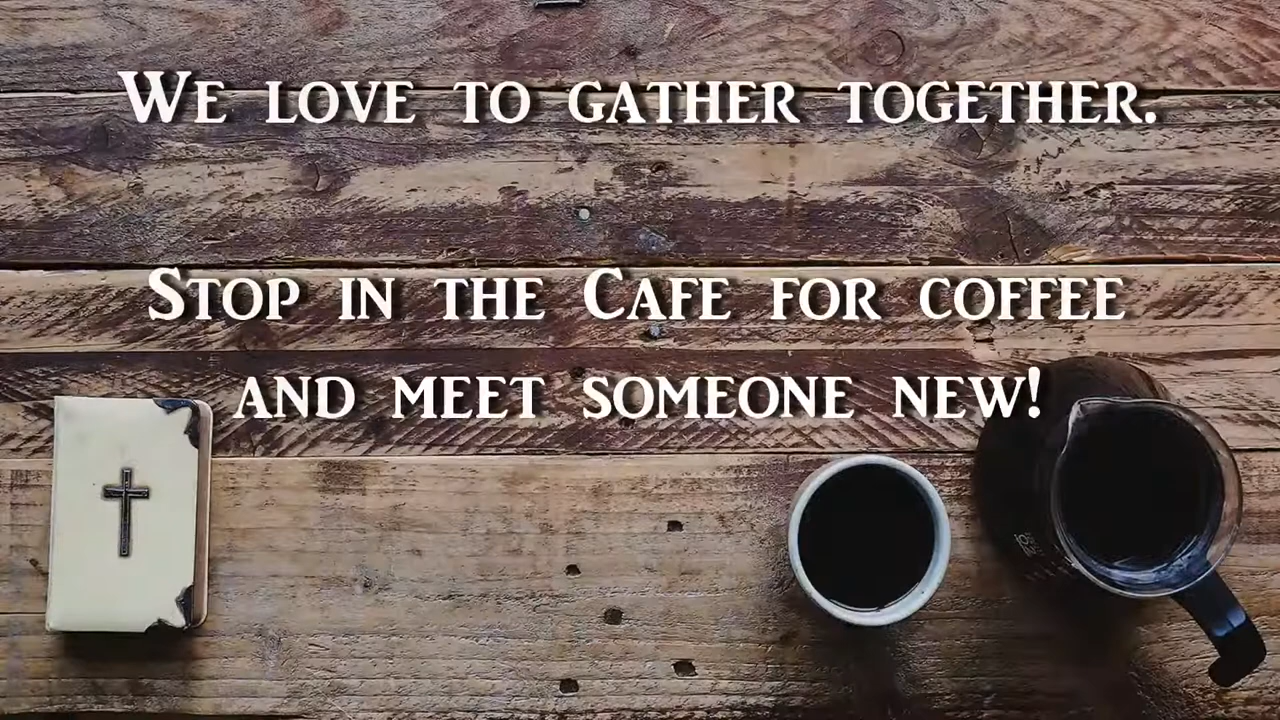 We love to gather together.
Stop in the Cafe for coffee
and meet someone new!